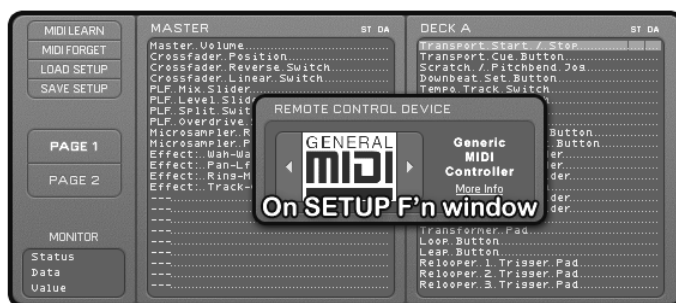 MIDI LEARN
MIDI FORGET
LOAD SETUP
SAVE SETUP
PAGE 1
PAGE 2
MONITOR
Status
Data
Value
MASTER ST DA
Master Volume
Crossfader Position
Crossfader Reverse Switch
Crossfader Linear Switch
PLF Mix Slider
PLF Level
PLF Split
PLF Overdrive
Microsampler
Microsampler
Effect: Wah-Wa
Effect: Pan-Lf
Effect: Ring-M
Effect: Track-
---
---
---
---
---
---
---
DECK A ST DA
Transport Start / Stop
Transport Cue Button
Scratch / Pitchbend Jog
Downbeat Set Button
Tempo Track Switch
Button
Button
Transformer Pad
Loop Button
Leap Button
Relooper 1 Trigger Pad
Relooper 2 Trigger Pad
Relooper 3 Trigger Pad
REMOTE CONTROL DEVICE
GENERAL
MIDI
Generic
MIDI
Controller
More Info
On SETUP F'n window